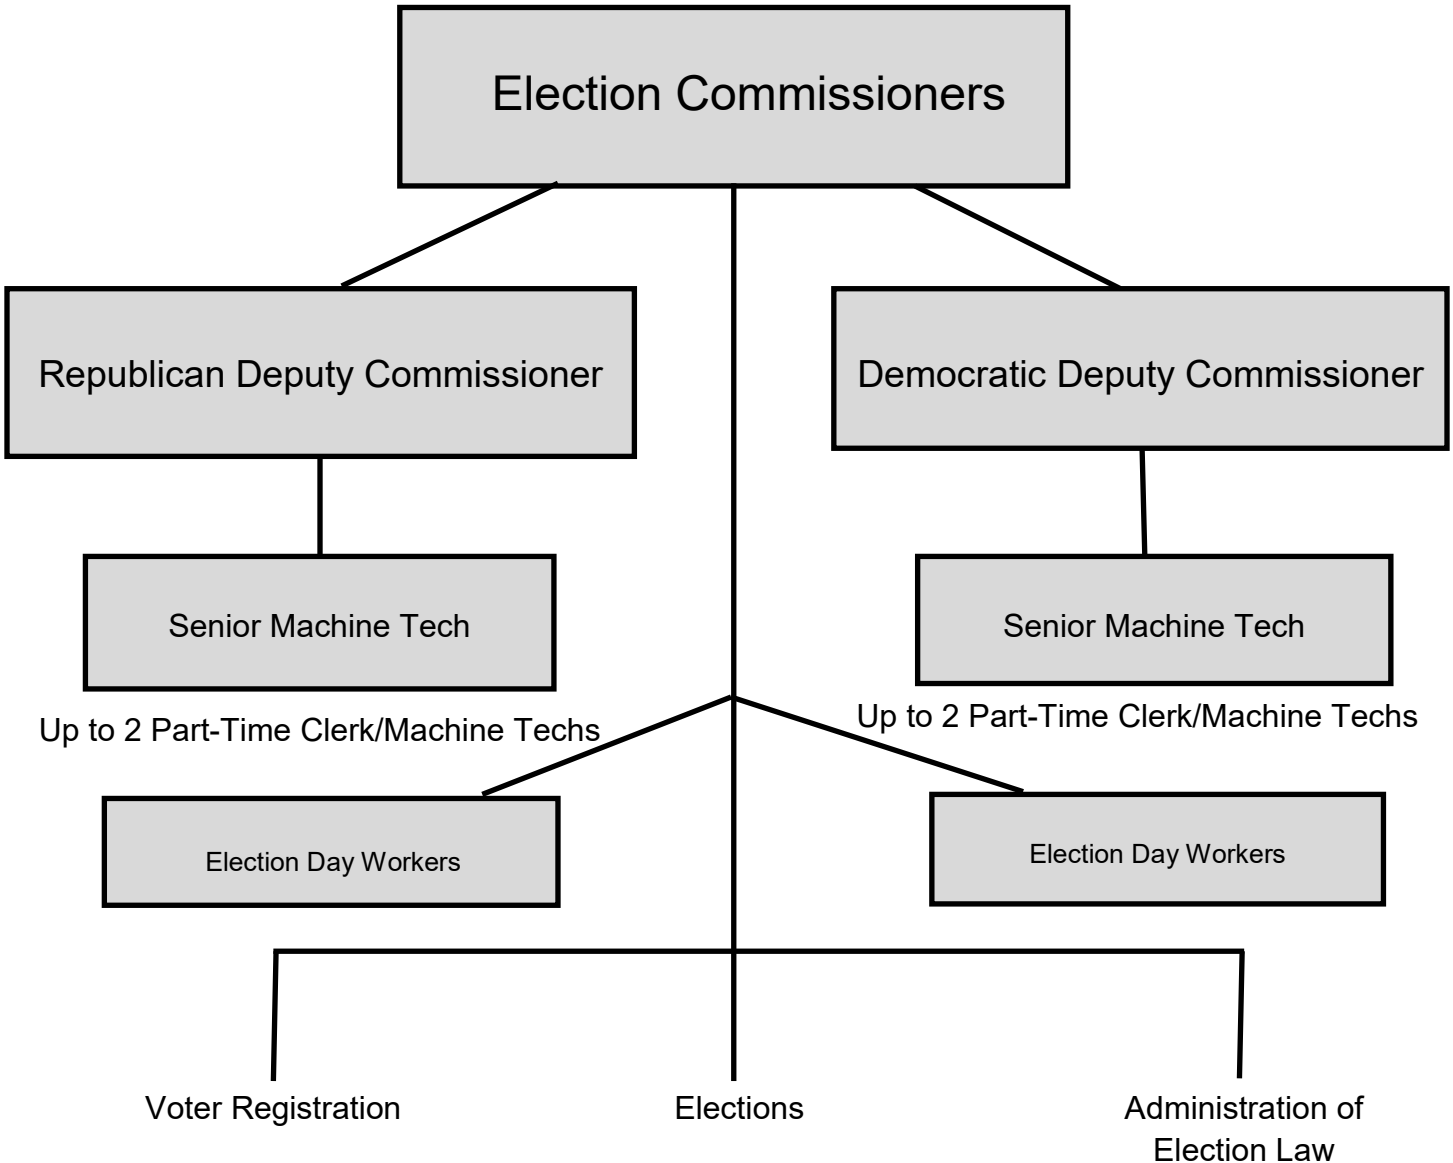 Election Commissioners
Republican Deputy Commissioner
Democratic Deputy Commissioner
Senior Machine Tech
Senior Machine Tech
Up to 2 Part-Time Clerk/Machine Techs
Up to 2 Part-Time Clerk/Machine Techs
Election Day Workers
Election Day Workers
Voter Registration
Elections
Administration of
Election Law